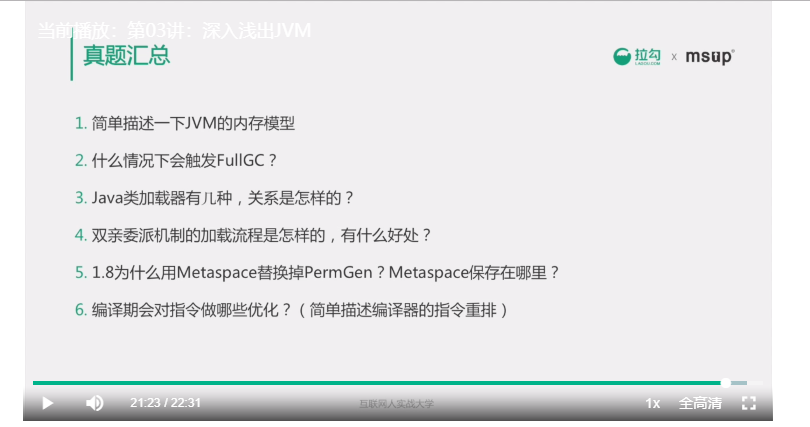 当前播放：第03讲：深入浅出JVM
真题汇总
拉勾 x msup®
LAGOU.COM
1. 简单描述一下JVM的内存模型
2. 什么情况下会触发FullGC？
3. Java类加载器有几种，关系是怎样的？
4. 双亲委派机制的加载流程是怎样的，有什么好处？
5. 1.8为什么用Metaspace替换掉PermGen？Metaspace保存在哪里？
6. 编译期会对指令做哪些优化？（简单描述编译器的指令重排）
21:23 / 22:31 互联网人实战大学 1x 全高清